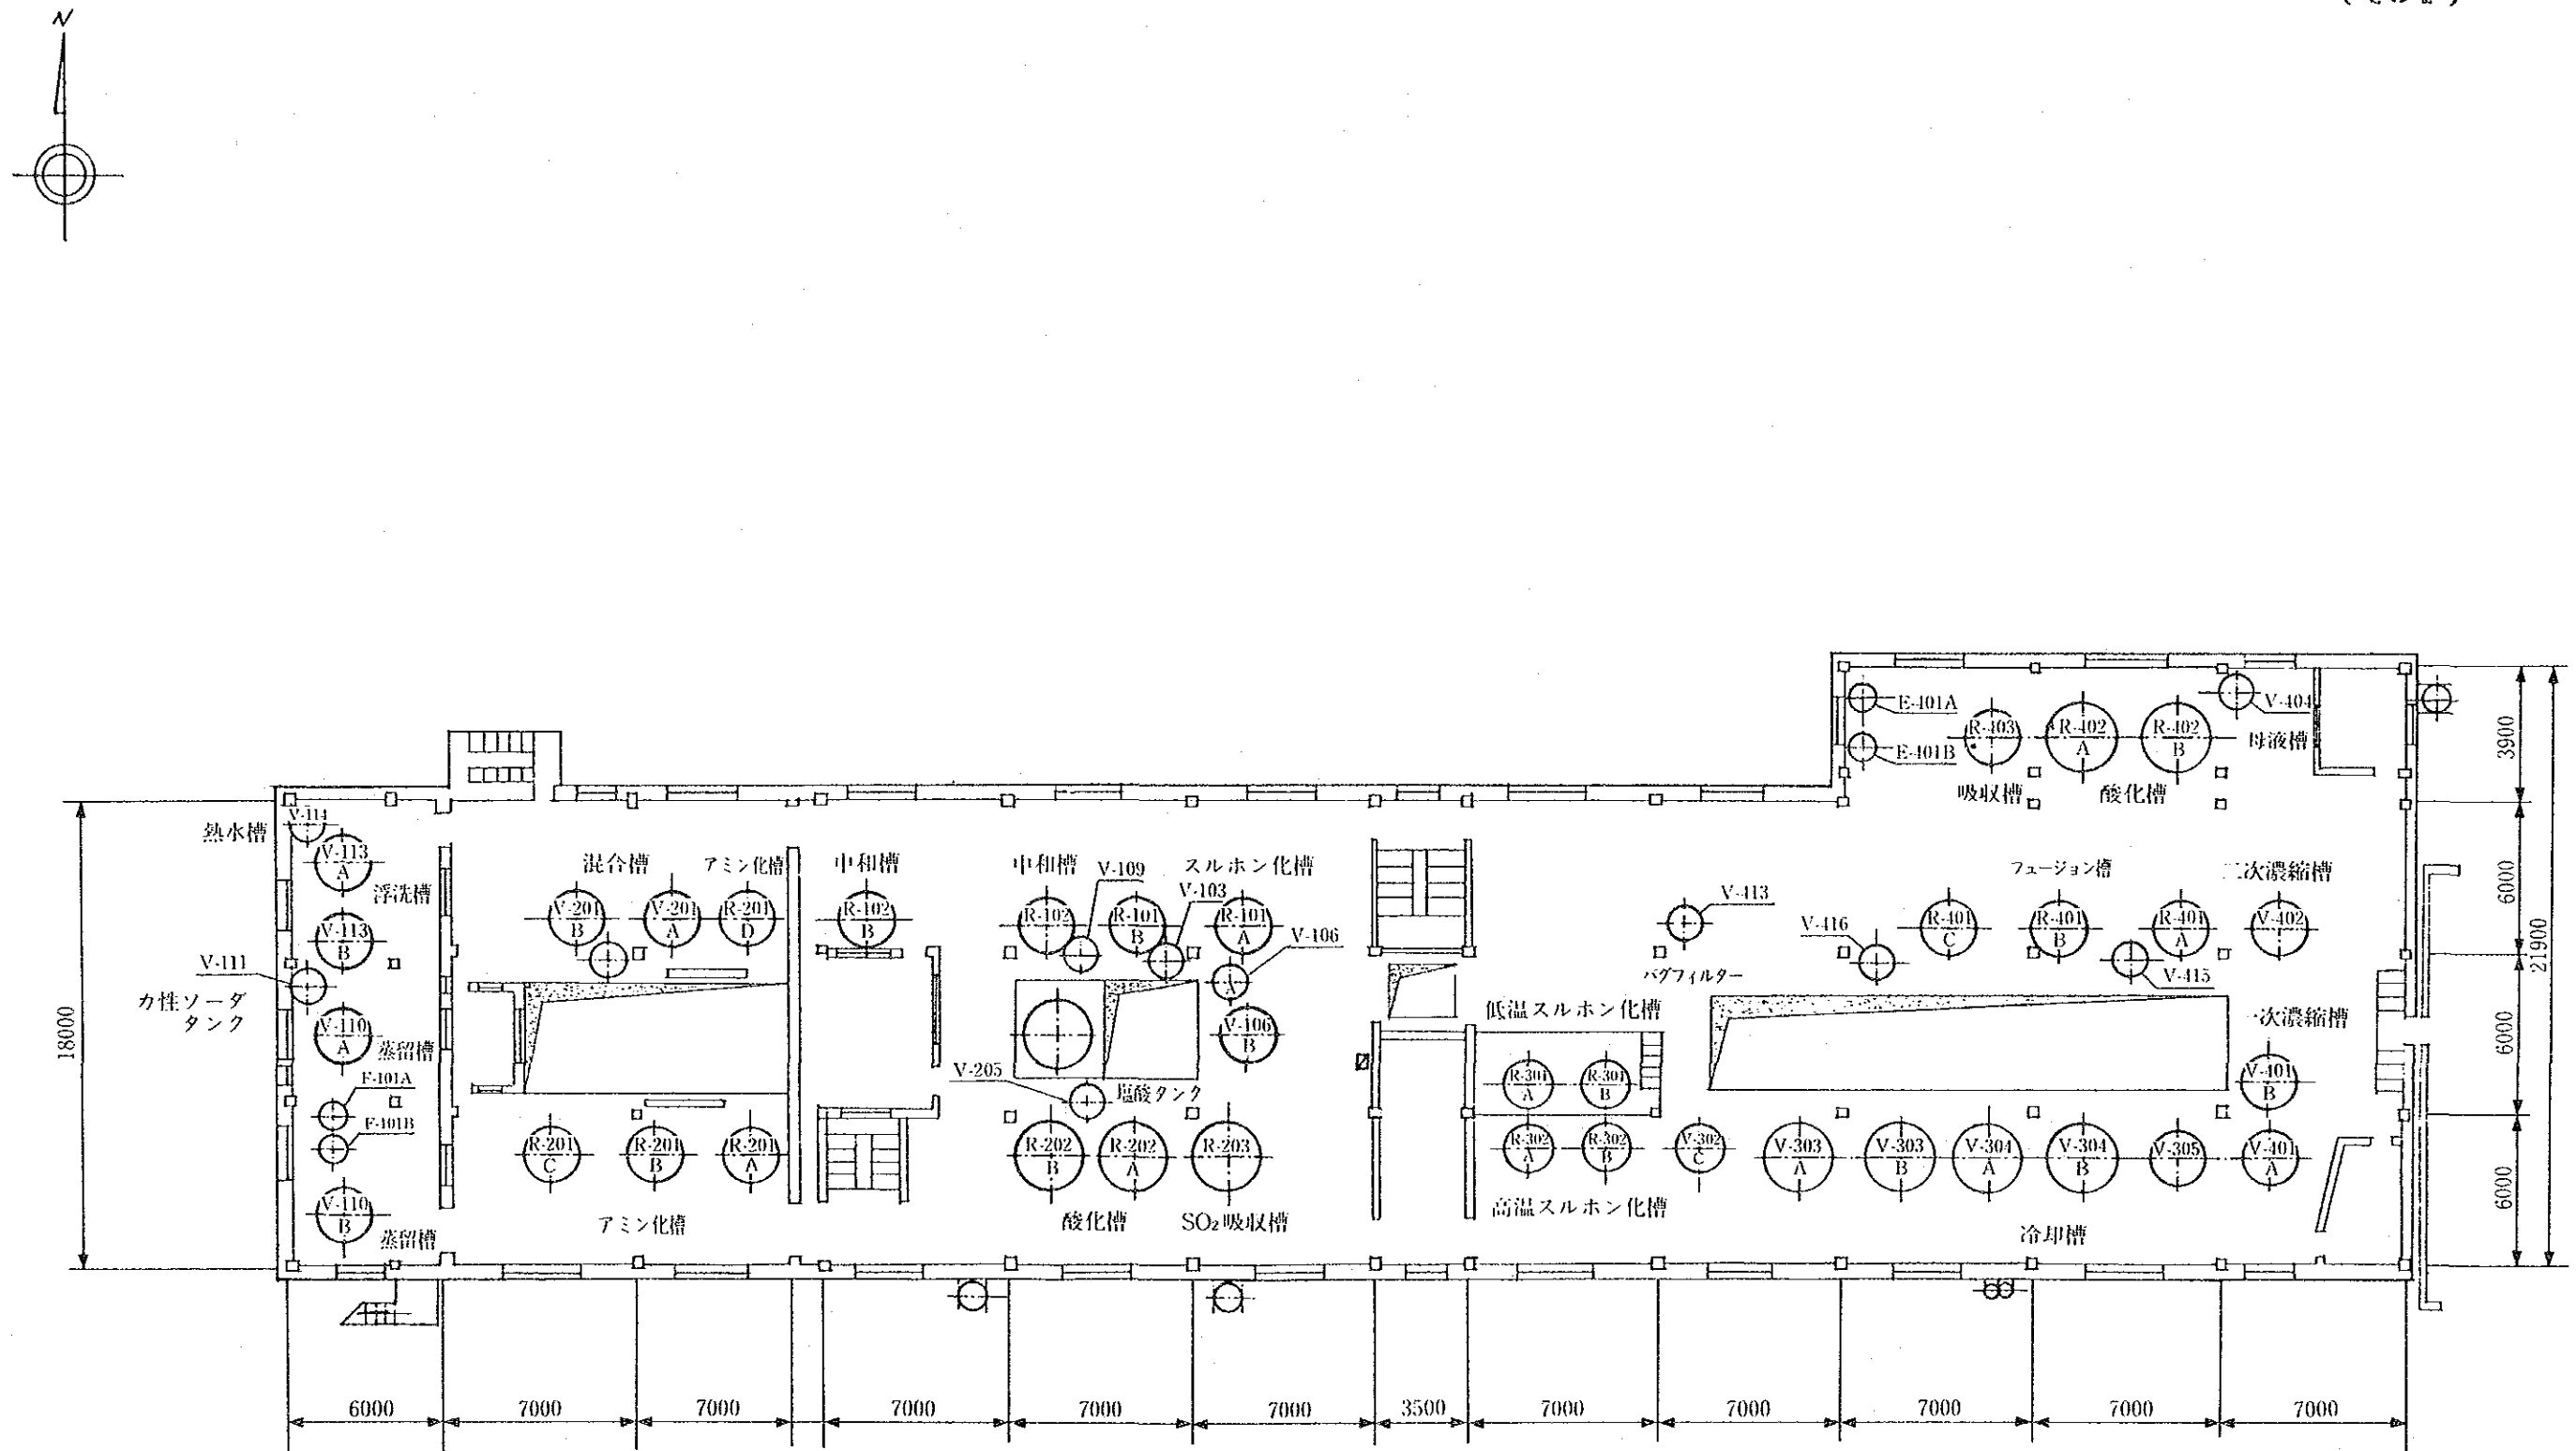 N
E-401A
E-401B
R-403
R-402
A
R-402
B
V-404
母液槽
吸収槽
酸化槽
3900
V-114
熱水槽
V-113
A
浮洗槽
V-113
B
V-111
カ性ソーダ
タンク
V-110
A
蒸留槽
F-101A
F-101B
V-110
B
蒸留槽
18000
混合槽
アミン化槽
V-201
B
V-201
A
R-201
D
R-201
C
R-201
B
R-201
A
アミン化槽
中和槽
R-102
B
中和槽
V-109
スルホン化槽
V-103
R-102
R-101
B
R-101
A
V-106
A
V-106
B
V-205
塩酸タンク
R-202
B
R-202
A
R-203
酸化槽
SO₂吸収槽
V-413
バグフィルター
V-416
フュージョン槽
二次濃縮槽
R-401
C
R-401
B
R-401
A
V-402
V-415
低温スルホン化槽
R-301
A
R-301
B
R-302
A
R-302
B
V-302
C
高温スルホン化槽
一次濃縮槽
V-401
B
V-303
A
V-303
B
V-304
A
V-304
B
V-305
V-401
A
冷却槽
6000
6000
6000
21900
6000
7000
7000
7000
7000
7000
3500
7000
7000
7000
7000
7000